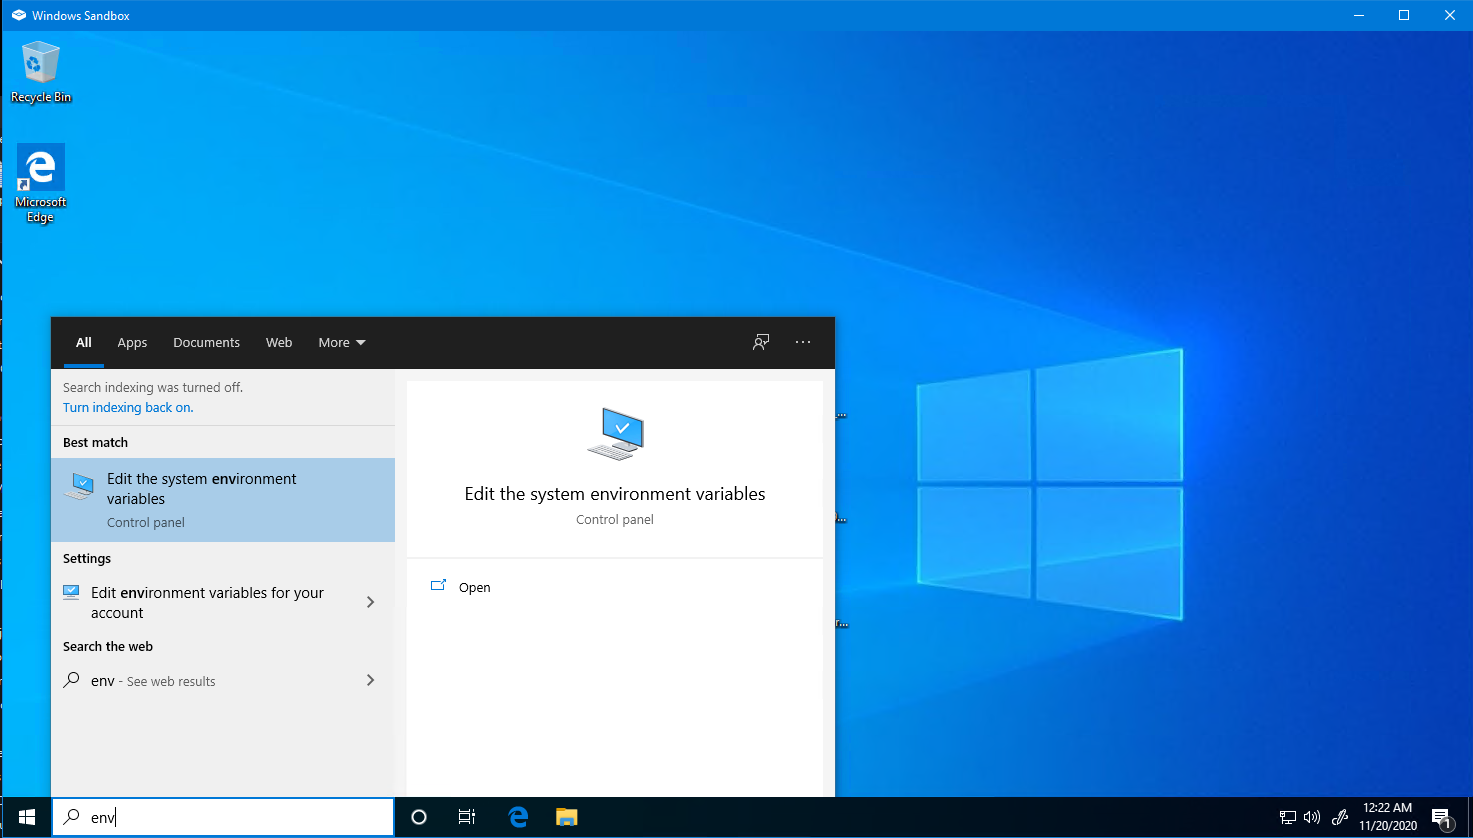 Windows Sandbox
Recycle Bin
Microsoft
Edge
All
Apps
Documents
Web
More
Search indexing was turned off.
Turn indexing back on.
Best match
Edit the system environment
variables
Control panel
Settings
Edit environment variables for your
account
Search the web
env - See web results
Edit the system environment variables
Control panel
Open
env
12:22 AM
11/20/2020
1